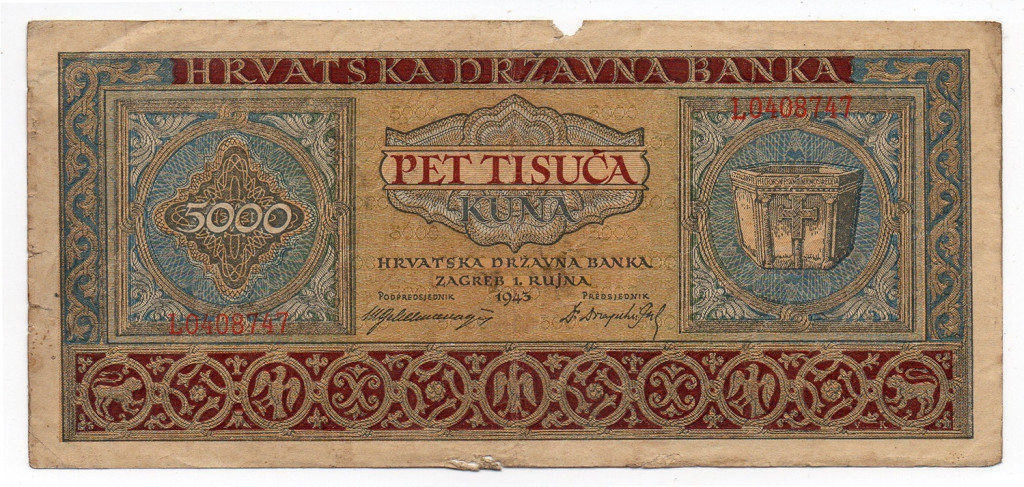 HRVATSKA DRŽAVNA BANKA
L0408747
PET TISUĆA
5000
KUNA
HRVATSKA DRŽAVNA BANKA
ZAGREB 1. RUJNA
1943
PODPREDSJEDNIK
PREDSJEDNIK
L0408747